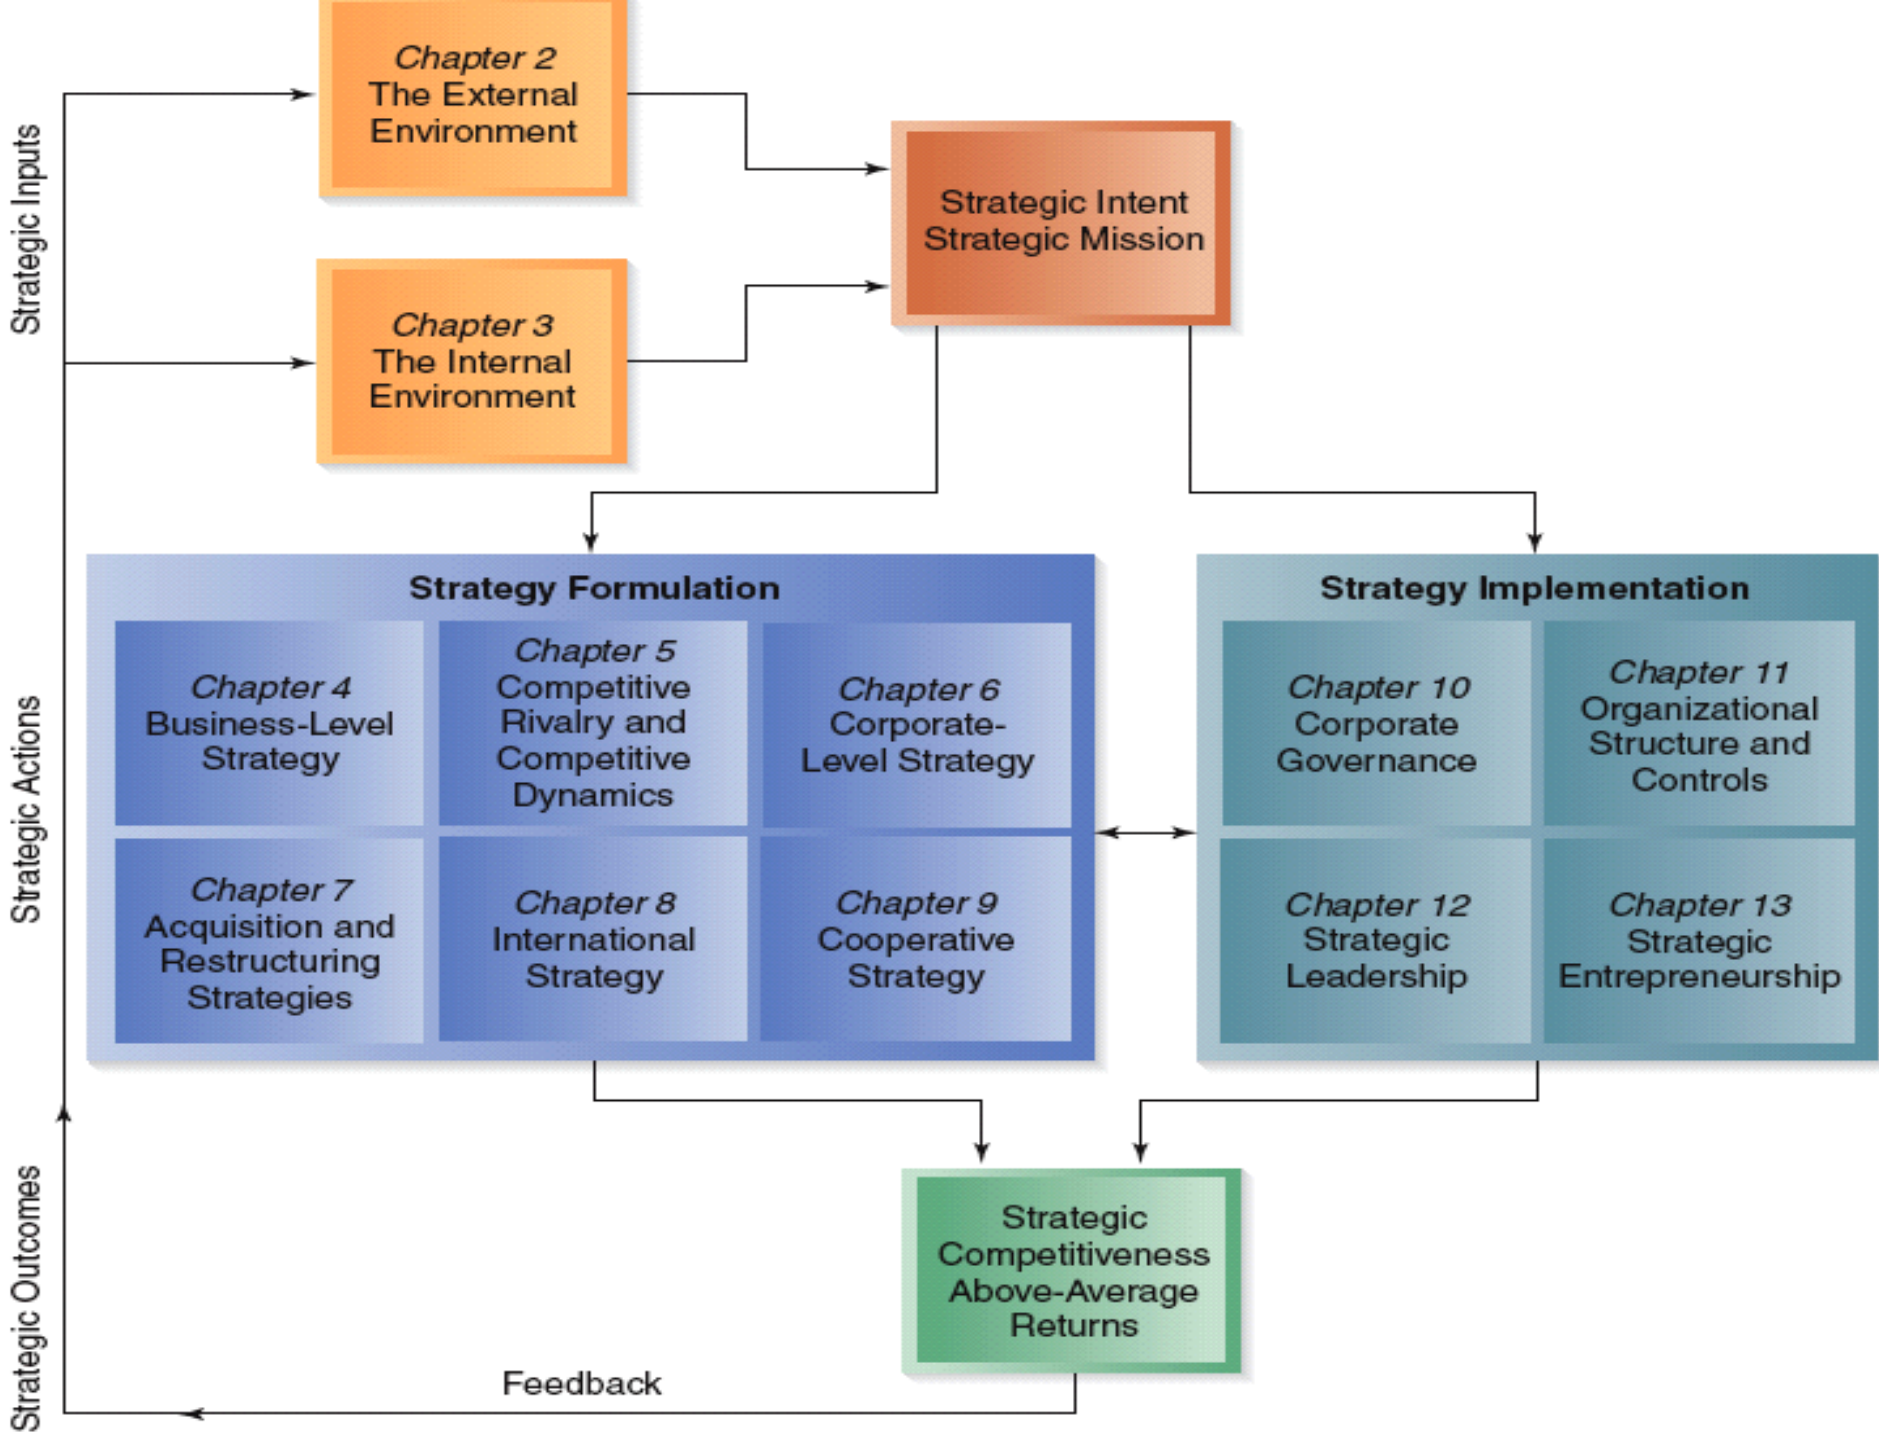 Strategic Inputs
Chapter 2
The External
Environment
Chapter 3
The Internal
Environment
Strategic Intent
Strategic Mission
Strategic Actions
Strategy Formulation
Chapter 4
Business-Level
Strategy
Chapter 5
Competitive
Rivalry and
Competitive
Dynamics
Chapter 6
Corporate-
Level Strategy
Chapter 7
Acquisition and
Restructuring
Strategies
Chapter 8
International
Strategy
Chapter 9
Cooperative
Strategy
Strategy Implementation
Chapter 10
Corporate
Governance
Chapter 11
Organizational
Structure and
Controls
Chapter 12
Strategic
Leadership
Chapter 13
Strategic
Entrepreneurship
Strategic Outcomes
Strategic
Competitiveness
Above-Average
Returns
Feedback